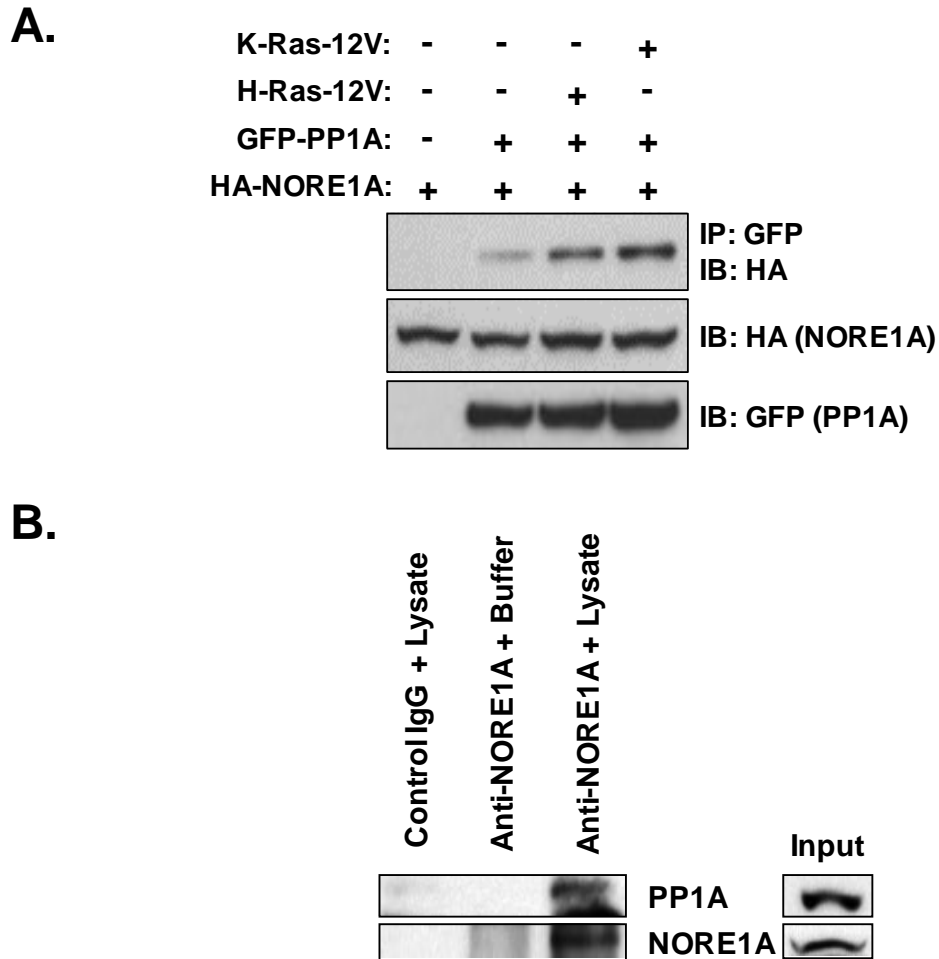 A.
K-Ras-12V: - - - +
H-Ras-12V: - - + -
GFP-PP1A: - + + +
HA-NORE1A: + + + +
IP: GFP
IB: HA
IB: HA (NORE1A)
IB: GFP (PP1A)
B.
Control IgG + Lysate
Anti-NORE1A + Buffer
Anti-NORE1A + Lysate
Input
PP1A
NORE1A